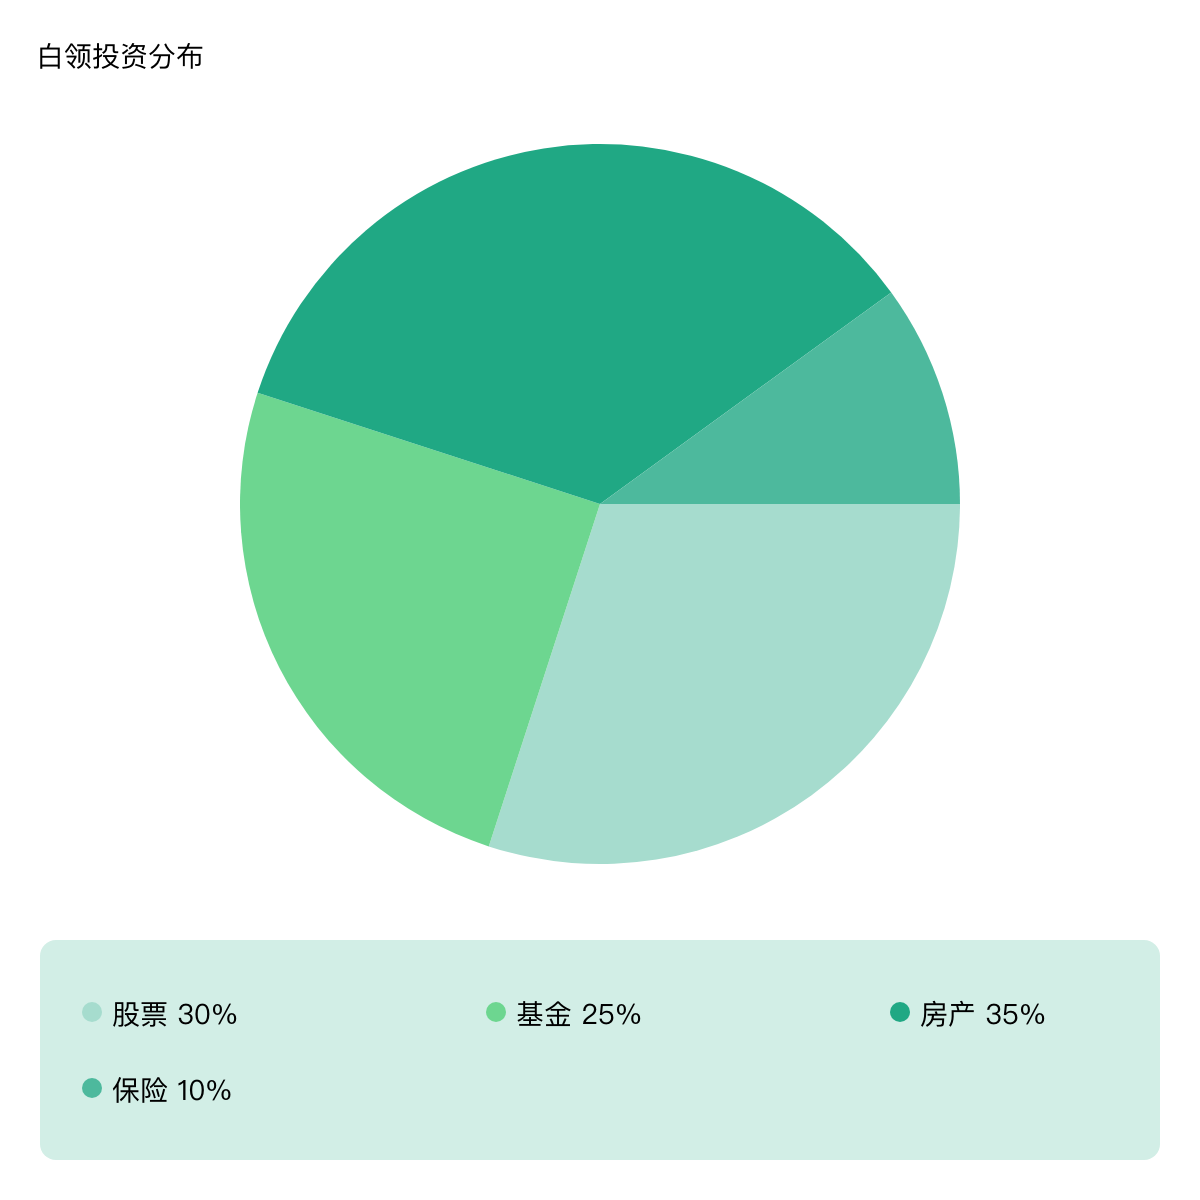 白领投资分布
股票 30%
基金 25%
房产 35%
保险 10%